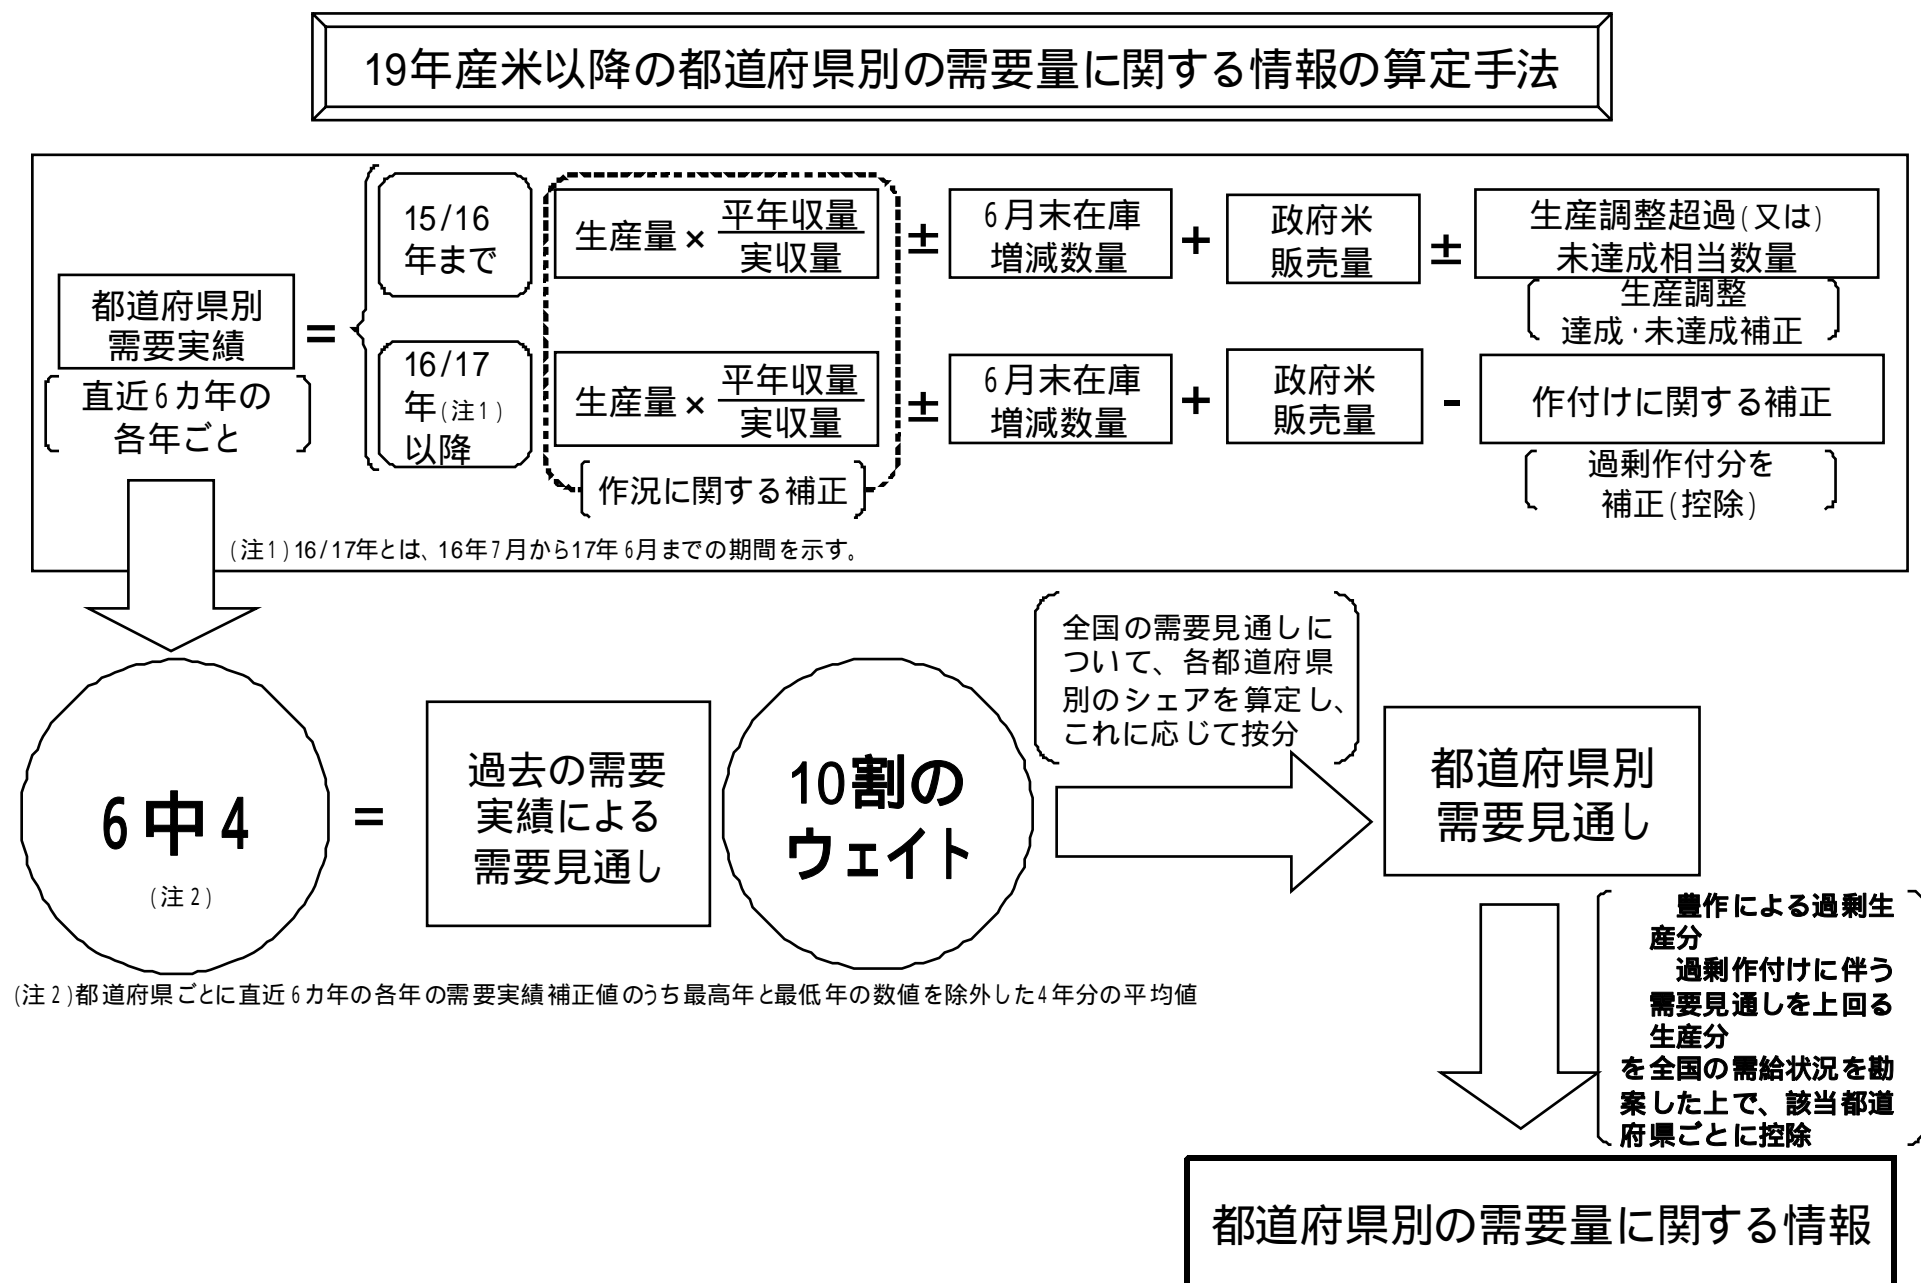 19年産米以降の都道府県別の需要量に関する情報の算定手法
都道府県別
需要実績
直近6カ年の
各年ごと
=
15/16
年まで
生産量×
平年収量
実収量
±
6月末在庫
増減数量
+
政府米
販売量
±
生産調整超過(又は)
未達成相当数量
生産調整
達成・未達成補正
16/17
年(注1)
以降
生産量×
平年収量
実収量
±
6月末在庫
増減数量
+
政府米
販売量
-
作付けに関する補正
過剰作付分を
補正(控除)
作況に関する補正
(注1)16/17年とは、16年7月から17年6月までの期間を示す。
6中4
(注2)
=
過去の需要
実績による
需要見通し
10割の
ウェイト
全国の需要見通しに
ついて、各都道府県
別のシェアを算定し、
これに応じて按分
都道府県別
需要見通し
(注2)都道府県ごとに直近6カ年の各年の需要実績補正値のうち最高年と最低年の数値を除外した4年分の平均値
豊作による過剰生
産分
過剰作付けに伴う
需要見通しを上回る
生産分
を全国の需給状況を勘
案した上で、該当都道
府県ごとに控除
都道府県別の需要量に関する情報